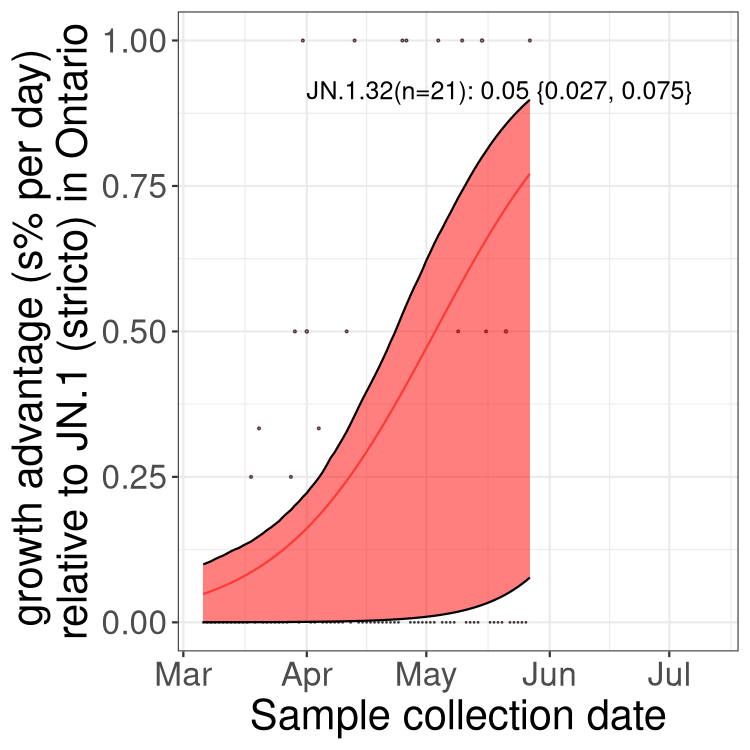 growth advantage (s% per day)
relative to JN.1 (stricto) in Ontario
1.00
0.75
0.50
0.25
0.00
JN.1.32(n=21): 0.05 {0.027, 0.075}
Mar Apr May Jun Jul
Sample collection date